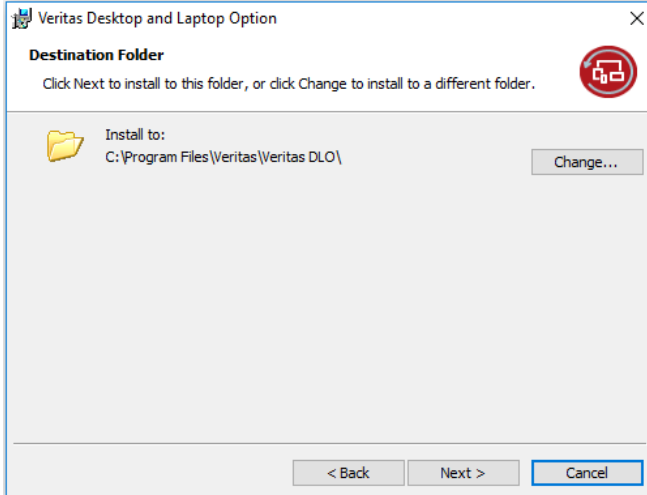 Veritas Desktop and Laptop Option
Destination Folder
Click Next to install to this folder, or click Change to install to a different folder.
Install to:
C:\Program Files\Veritas\Veritas DLO\
Change...
< Back
Next >
Cancel